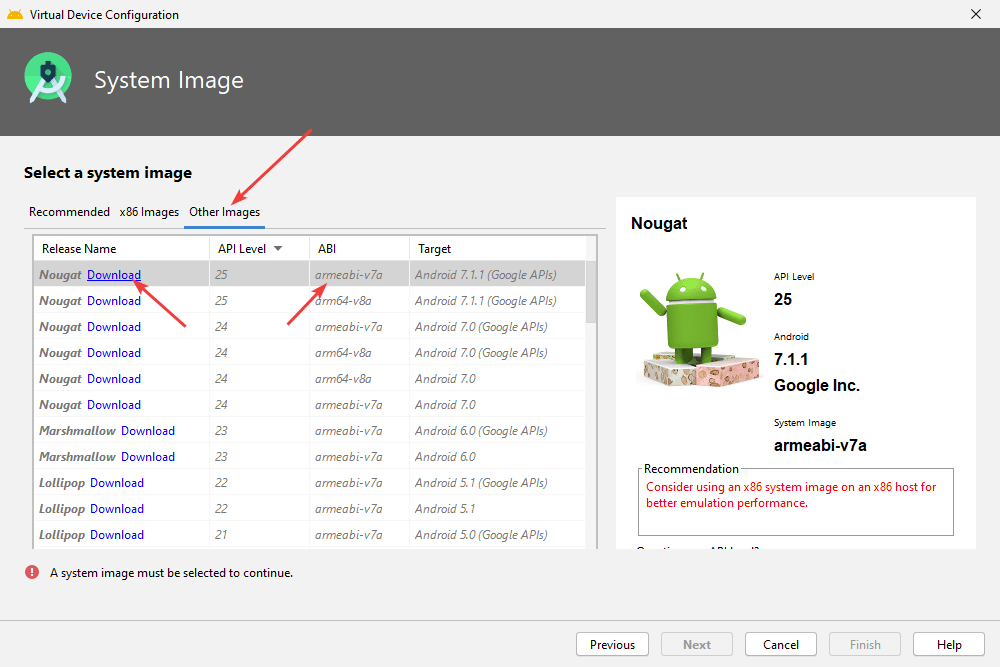 Virtual Device Configuration
System Image
Select a system image
Recommended x86 Images Other Images
Release Name API Level ABI Target
Nougat Download 25 armeabi-v7a Android 7.1.1 (Google APIs)
Nougat Download 25 arm64-v8a Android 7.1.1 (Google APIs)
Nougat Download 24 armeabi-v7a Android 7.0 (Google APIs)
Nougat Download 24 arm64-v8a Android 7.0 (Google APIs)
Nougat Download 24 arm64-v8a Android 7.0
Nougat Download 24 armeabi-v7a Android 7.0
Marshmallow Download 23 armeabi-v7a Android 6.0 (Google APIs)
Marshmallow Download 23 armeabi-v7a Android 6.0
Lollipop Download 22 armeabi-v7a Android 5.1 (Google APIs)
Lollipop Download 22 armeabi-v7a Android 5.1
Lollipop Download 21 armeabi-v7a Android 5.0 (Google APIs)
Nougat
API Level
25
Android
7.1.1
Google Inc.
System Image
armeabi-v7a
Recommendation
Consider using an x86 system image on an x86 host for
better emulation performance.
A system image must be selected to continue.
Previous Next Cancel Finish Help